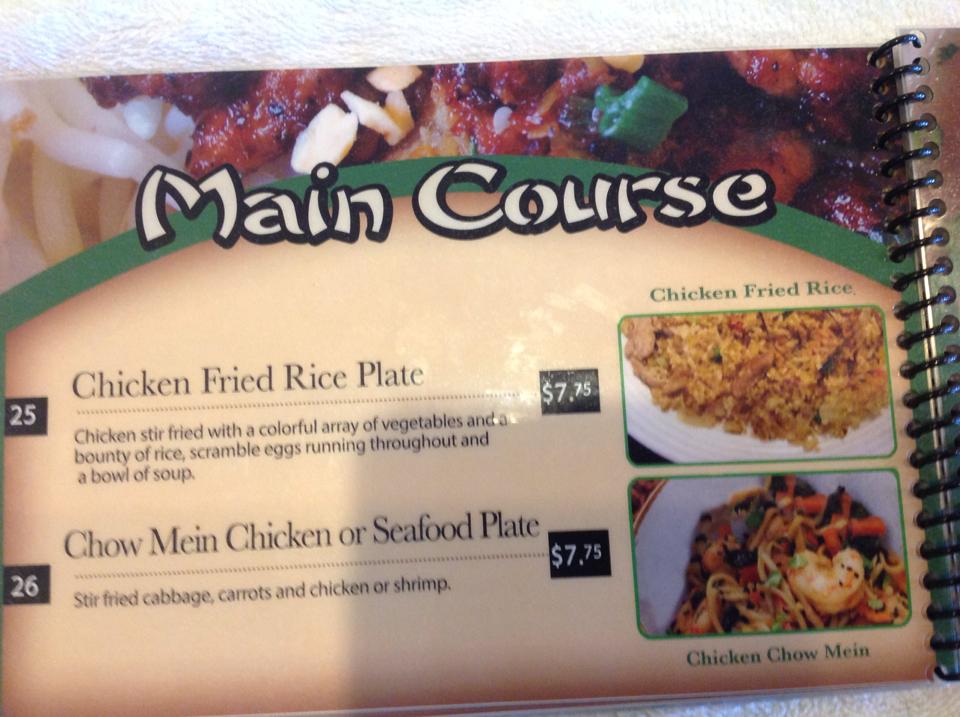 Main Course
Chicken Fried Rice
25
Chicken Fried Rice Plate
$7.75
Chicken stir fried with a colorful array of vegetables and a
bounty of rice, scramble eggs running throughout and
a bowl of soup.
26
Chow Mein Chicken or Seafood Plate
$7.75
Stir fried cabbage, carrots and chicken or shrimp.
Chicken Chow Mein